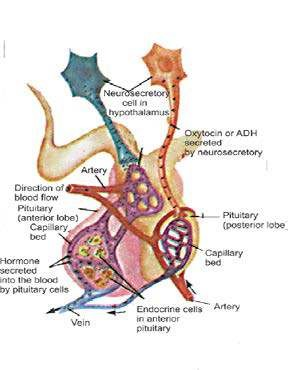 Neurosecretory
cell in
hypothalamus
Oxytocin or ADH
secreted
by neurosecretory
Artery
Direction of
blood flow
Pituitary
(anterior lobe)
Capillary
bed
Pituitary
(posterior lobe)
Capillary
bed
Hormone
secreted
into the blood
by pituitary cells
Endocrine cells
in anterior
pituitary
Artery
Vein